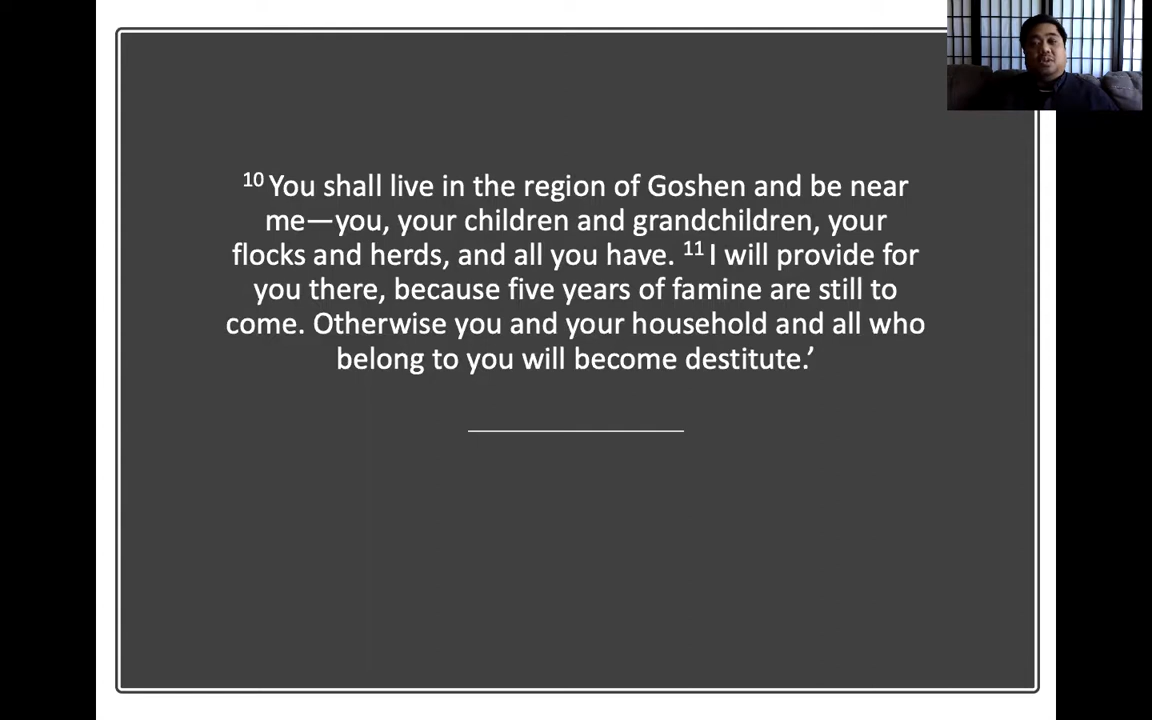 10 You shall live in the region of Goshen and be near
me—you, your children and grandchildren, your
flocks and herds, and all you have. 11 I will provide for
you there, because five years of famine are still to
come. Otherwise you and your household and all who
belong to you will become destitute.’